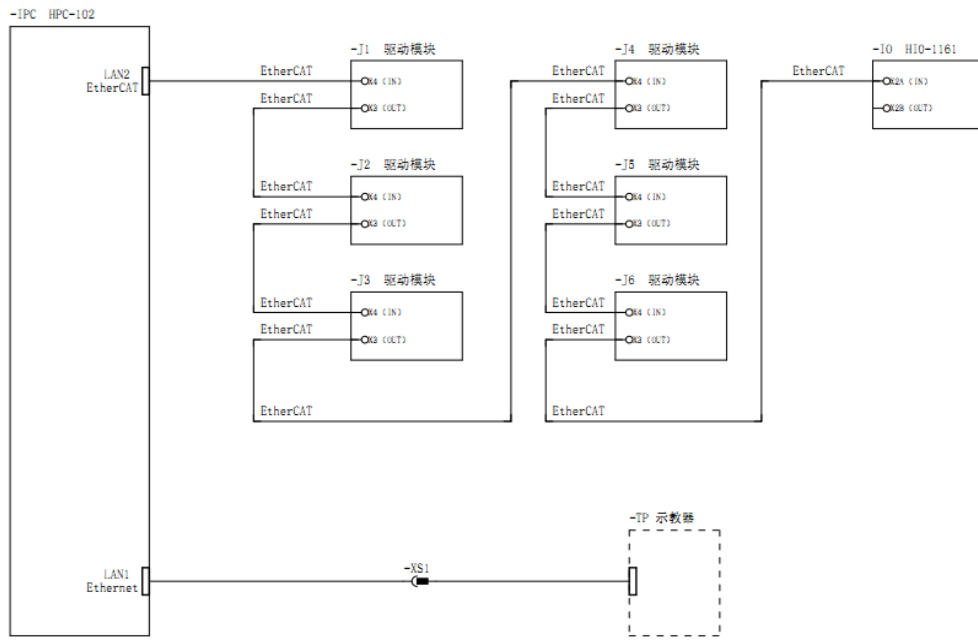 -IPC HPC-102
LAN2
EtherCAT
EtherCAT
-J1 驱动模块
X4 (IN)
X3 (OUT)
EtherCAT
EtherCAT
-J2 驱动模块
X4 (IN)
X3 (OUT)
EtherCAT
EtherCAT
-J3 驱动模块
X4 (IN)
X3 (OUT)
EtherCAT
EtherCAT
EtherCAT
-J4 驱动模块
X4 (IN)
X3 (OUT)
EtherCAT
EtherCAT
-J5 驱动模块
X4 (IN)
X3 (OUT)
EtherCAT
EtherCAT
-J6 驱动模块
X4 (IN)
X3 (OUT)
EtherCAT
EtherCAT
EtherCAT
-IO HIO-1161
X2A (IN)
X2B (OUT)
LAN1
Ethernet
-XS1
-TP 示教器